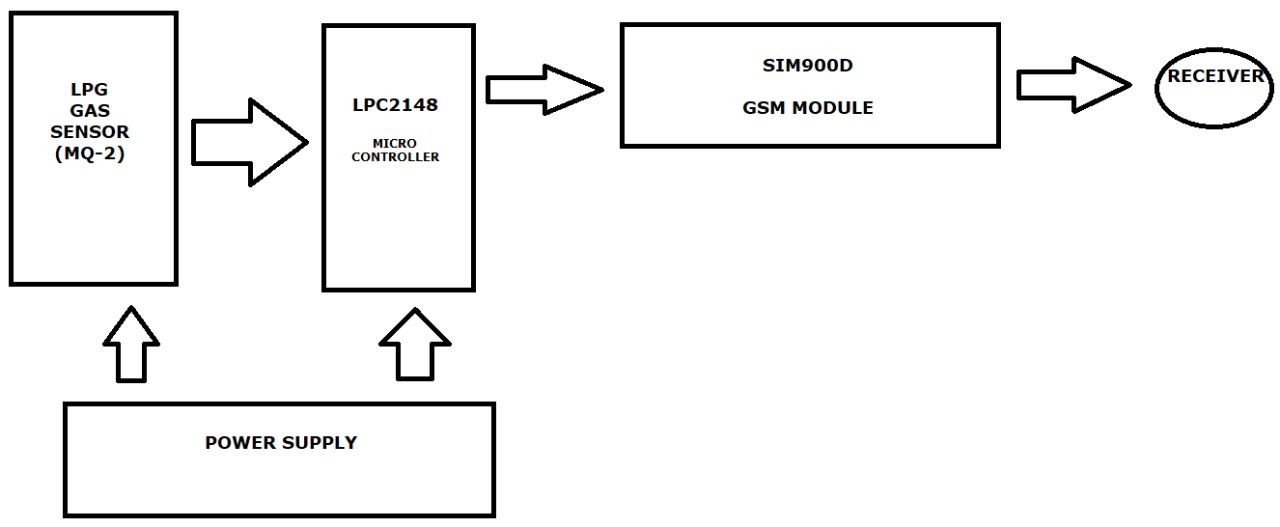 LPG
GAS
SENSOR
(MQ-2)
LPC2148
MICRO
CONTROLLER
SIM900D
GSM MODULE
RECEIVER
POWER SUPPLY